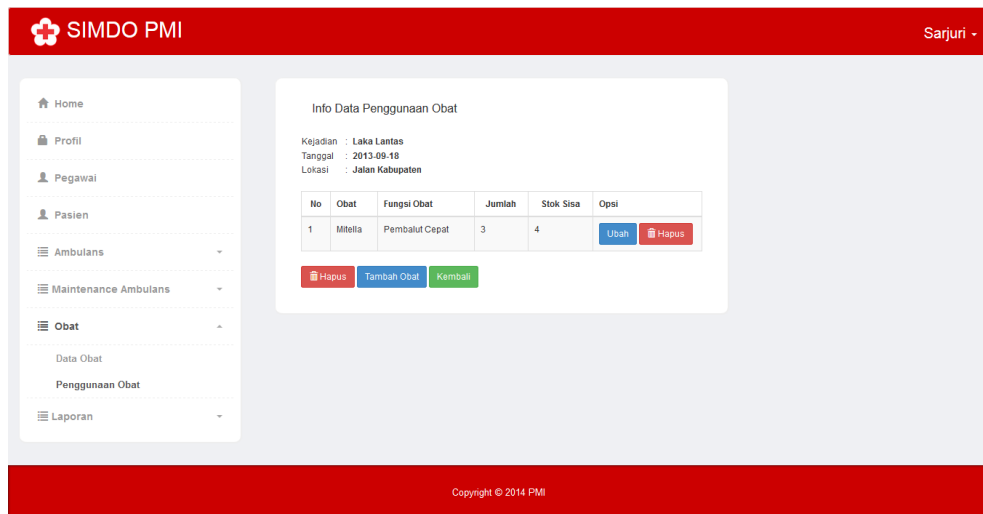 SIMDO PMI
Sarjuri
Home
Profil
Pegawai
Pasien
Ambulans
Maintenance Ambulans
Obat
Data Obat
Penggunaan Obat
Laporan
Info Data Penggunaan Obat
Kejadian : Laka Lantas
Tanggal : 2013-09-18
Lokasi : Jalan Kabupaten
No Obat Fungsi Obat Jumlah Stok Sisa Opsi
1 Mitella Pembalut Cepat 3 4 Ubah Hapus
Hapus Tambah Obat Kembali
Copyright © 2014 PMI